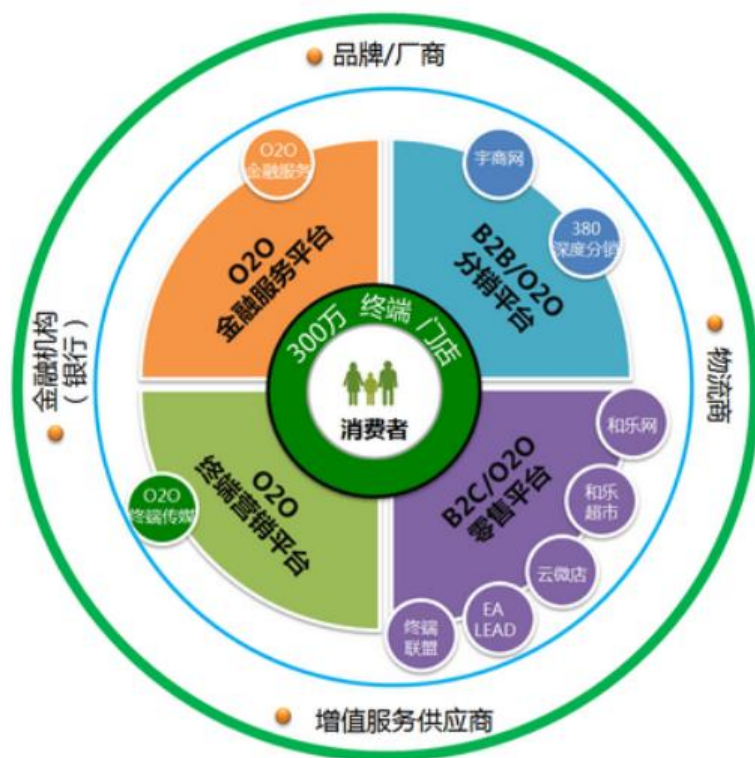 品牌/厂商
O2O
金融服务
宇商网
380
深度分销
O2O
金融服务平台
B2B/O2O
分销平台
300万 终端 门店
消费者
金融机构
（银行）
物流商
O2O
终端传媒
O2O
终端营销平台
B2C/O2O
零售平台
和乐网
和乐
超市
云微店
EA
LEAD
终端
联盟
增值服务供应商